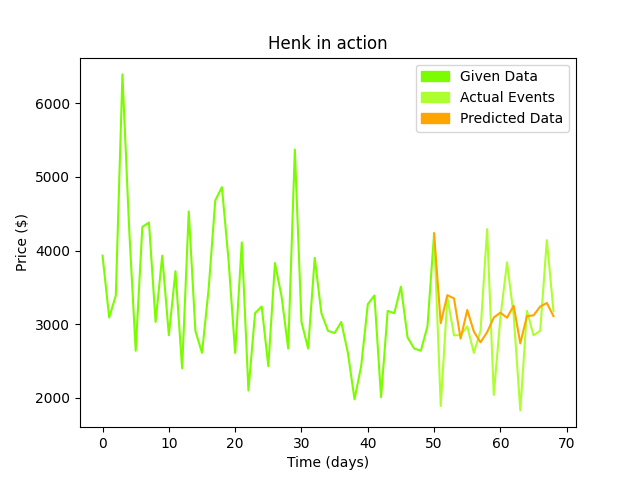 Henk in action
Given Data
Actual Events
Predicted Data
Price ($)
6000
5000
4000
3000
2000
0 10 20 30 40 50 60 70
Time (days)